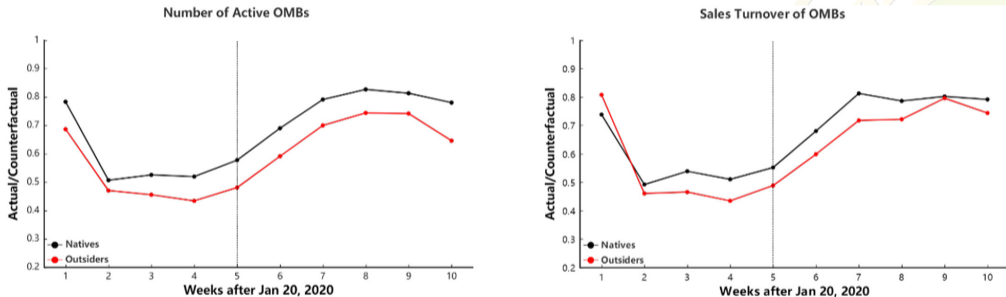 Number of Active OMBs
Actual/Counterfactual
1
0.9
0.8
0.7
0.6
0.5
0.4
0.3
0.2
Natives
Outsiders
1 2 3 4 5 6 7 8 9 10
Weeks after Jan 20, 2020
Sales Turnover of OMBs
Actual/Counterfactual
1
0.9
0.8
0.7
0.6
0.5
0.4
0.3
0.2
Natives
Outsiders
1 2 3 4 5 6 7 8 9 10
Weeks after Jan 20, 2020